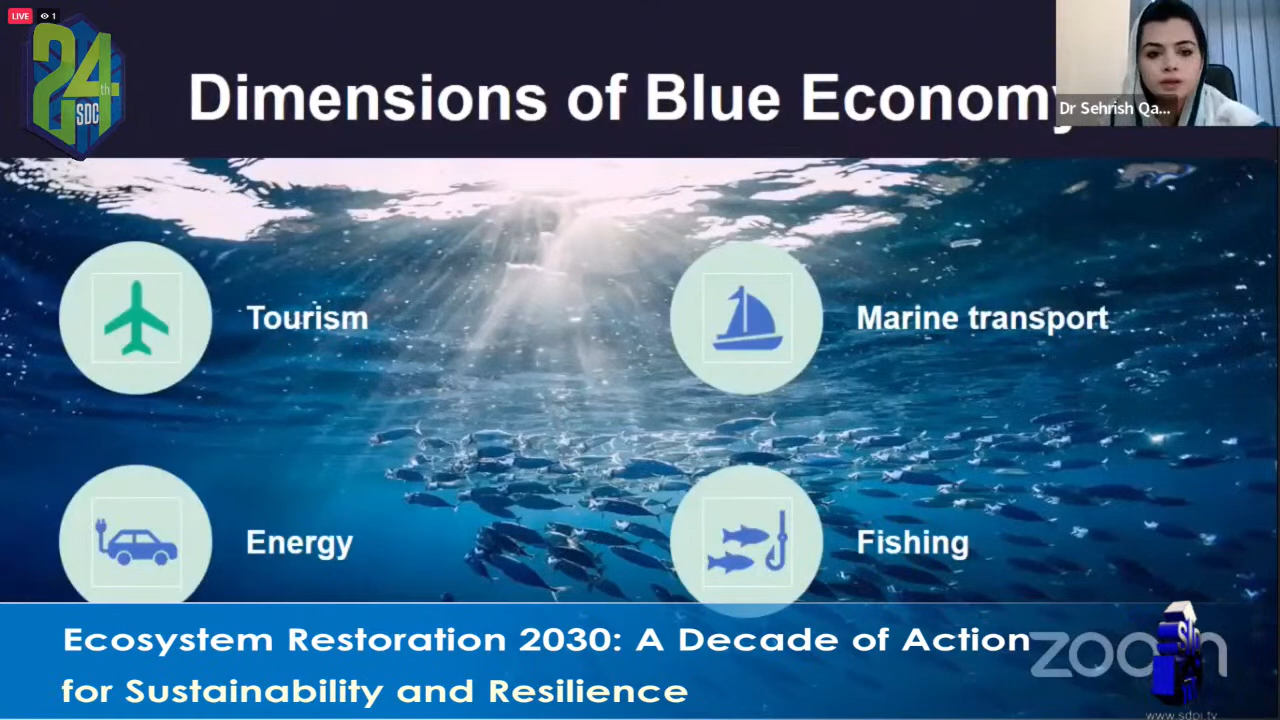 LIVE 1
24th
SDC
Dimensions of Blue Economy
Dr Sehrish Qa...
Tourism
Marine transport
Energy
Fishing
Ecosystem Restoration 2030: A Decade of Action
for Sustainability and Resilience
zoom
www.sdpi.tv